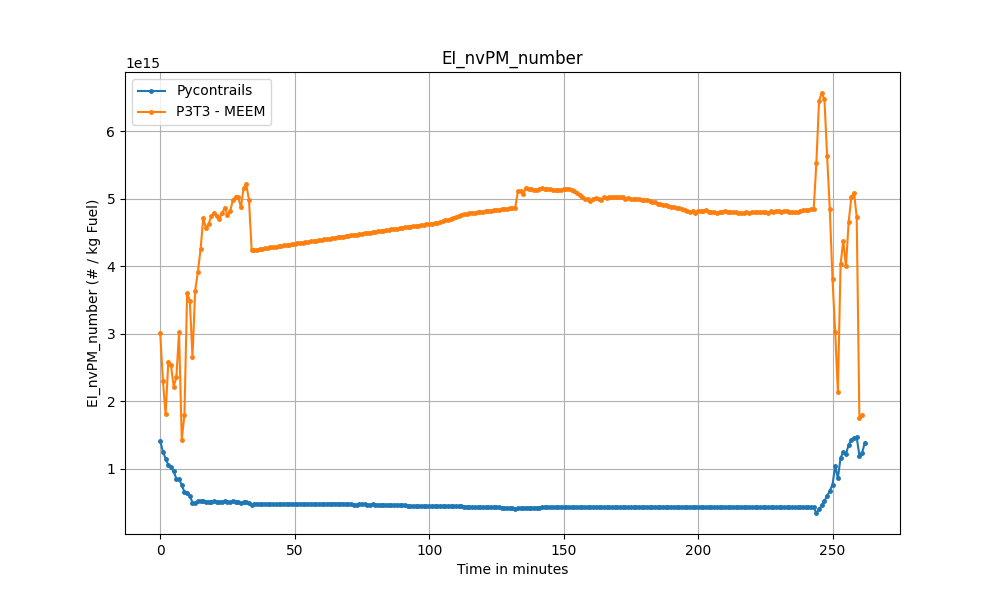 EI_nvPM_number
1e15
Pycontrails
P3T3 - MEEM
EI_nvPM_number (# / kg Fuel)
6
5
4
3
2
1
0 50 100 150 200 250
Time in minutes